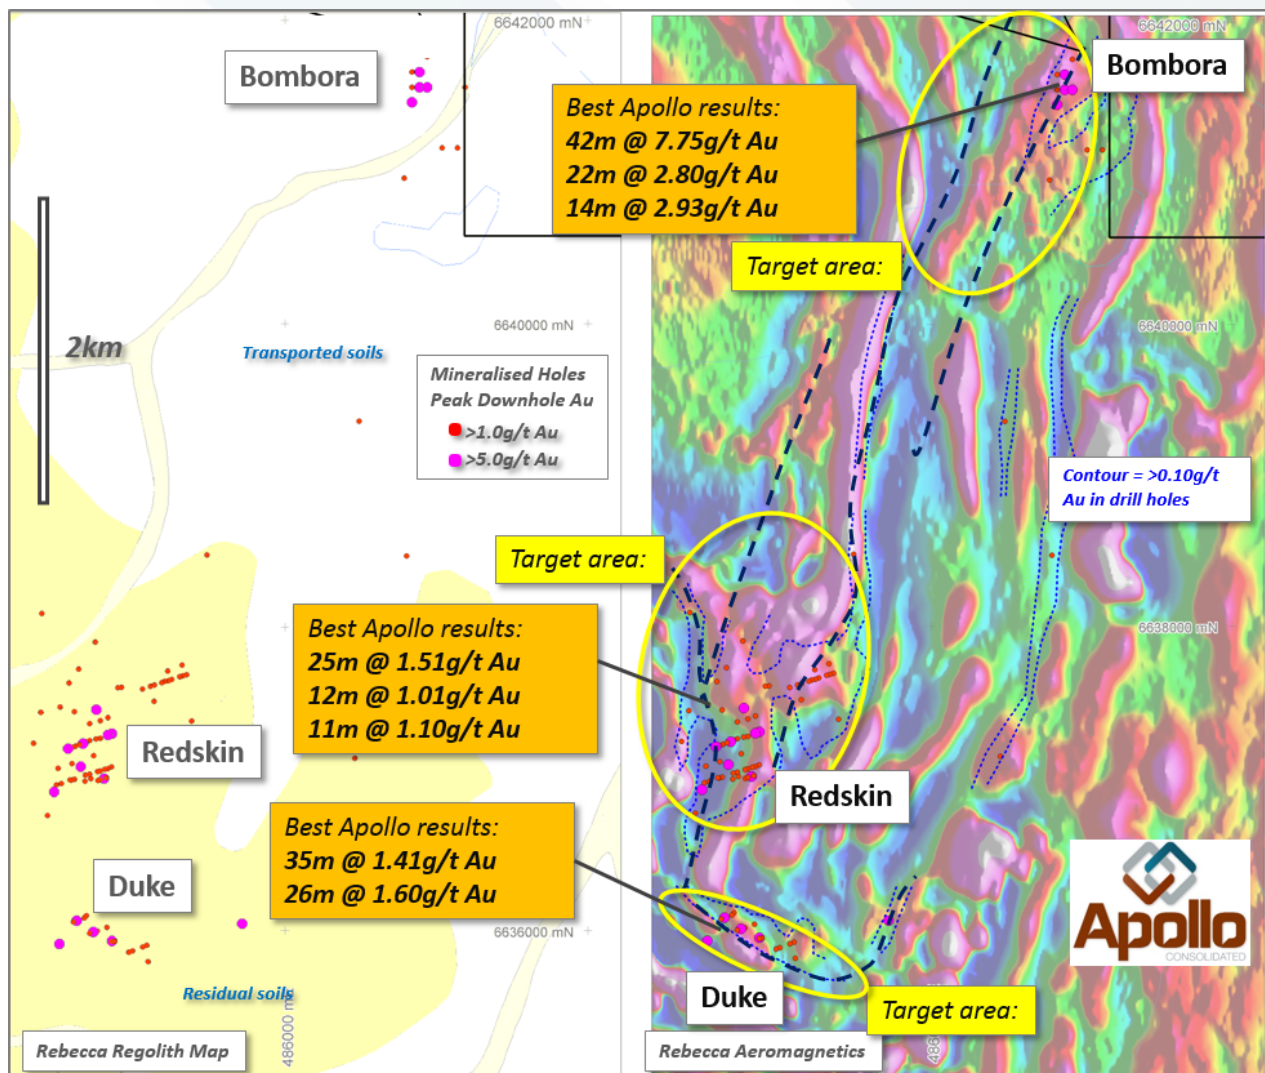 6642000 mN
Bombora
2km
6640000 mN
Transported soils
Mineralised Holes
Peak Downhole Au
>1.0g/t Au
>5.0g/t Au
Redskin
Duke
6636000 mN
Residual soils
486000 mE
Rebecca Regolith Map
6642000 mN
Bombora
Best Apollo results:
42m @ 7.75g/t Au
22m @ 2.80g/t Au
14m @ 2.93g/t Au
Target area:
6640000 mN
Contour = >0.10g/t
Au in drill holes
Target area:
6638000 mN
Best Apollo results:
25m @ 1.51g/t Au
12m @ 1.01g/t Au
11m @ 1.10g/t Au
Redskin
Best Apollo results:
35m @ 1.41g/t Au
26m @ 1.60g/t Au
Duke
Target area:
Apollo
CONSOLIDATED
Rebecca Aeromagnetics